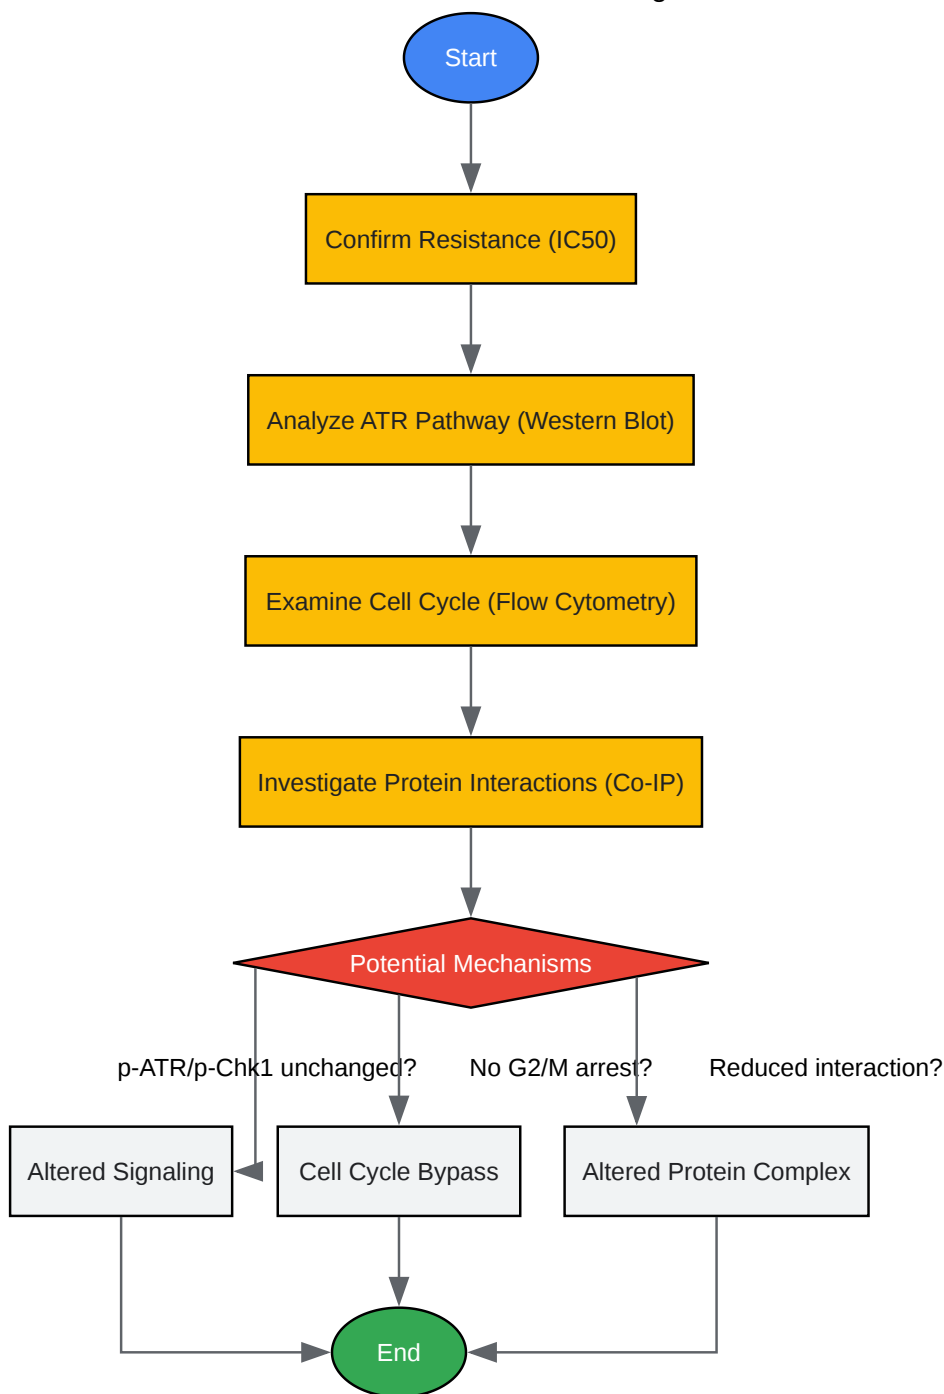 Start
Confirm Resistance (IC50)
Analyze ATR Pathway (Western Blot)
Examine Cell Cycle (Flow Cytometry)
Investigate Protein Interactions (Co-IP)
Potential Mechanisms
p-ATR/p-Chk1 unchanged?
No G2/M arrest?
Reduced interaction?
Altered Signaling
Cell Cycle Bypass
Altered Protein Complex
End